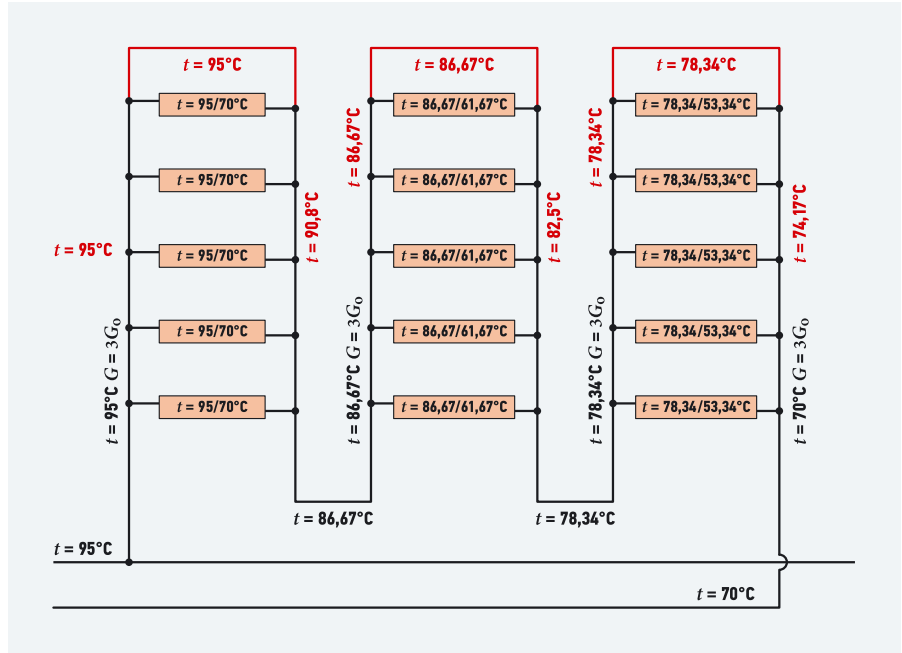 t = 95°C
t = 86,67°C
t = 78,34°C
t = 95/70°C
t = 86,67/61,67°C
t = 78,34/53,34°C
t = 86,67°C
t = 78,34°C
t = 95/70°C
t = 86,67/61,67°C
t = 78,34/53,34°C
t = 90,8°C
t = 82,5°C
t = 74,17°C
t = 95°C
t = 95/70°C
t = 86,67/61,67°C
t = 78,34/53,34°C
t = 95/70°C
t = 86,67/61,67°C
t = 78,34/53,34°C
t = 95°C G = 3G₀
t = 86,67°C G = 3G₀
t = 78,34°C G = 3G₀
t = 70°C G = 3G₀
t = 95/70°C
t = 86,67/61,67°C
t = 78,34/53,34°C
t = 86,67°C
t = 78,34°C
t = 95°C
t = 70°C